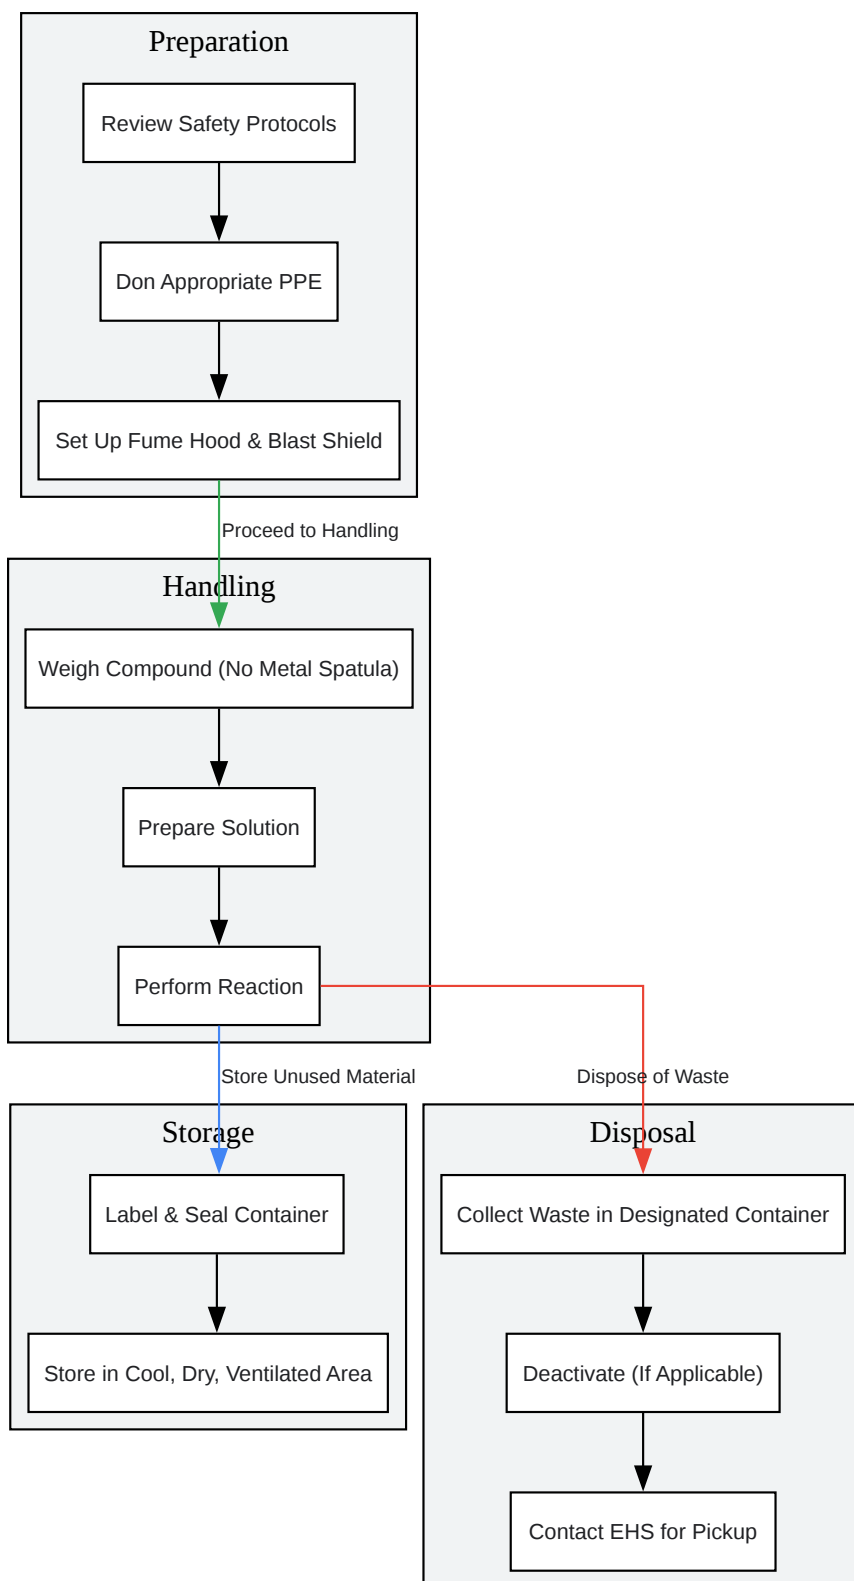 Preparation
Review Safety Protocols
Don Appropriate PPE
Set Up Fume Hood & Blast Shield
Proceed to Handling
Handling
Weigh Compound (No Metal Spatula)
Prepare Solution
Perform Reaction
Store Unused Material
Dispose of Waste
Storage
Disposal
Label & Seal Container
Collect Waste in Designated Container
Store in Cool, Dry, Ventilated Area
Deactivate (If Applicable)
Contact EHS for Pickup